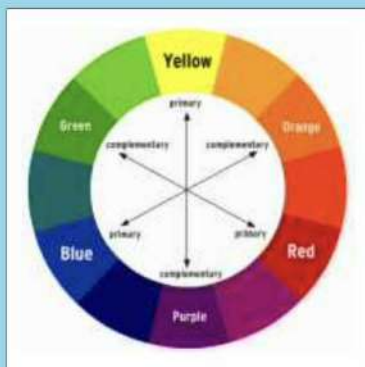 Yellow
primary
Green
Orange
complementary
complementary
primary
primary
Blue
Red
complementary
Purple